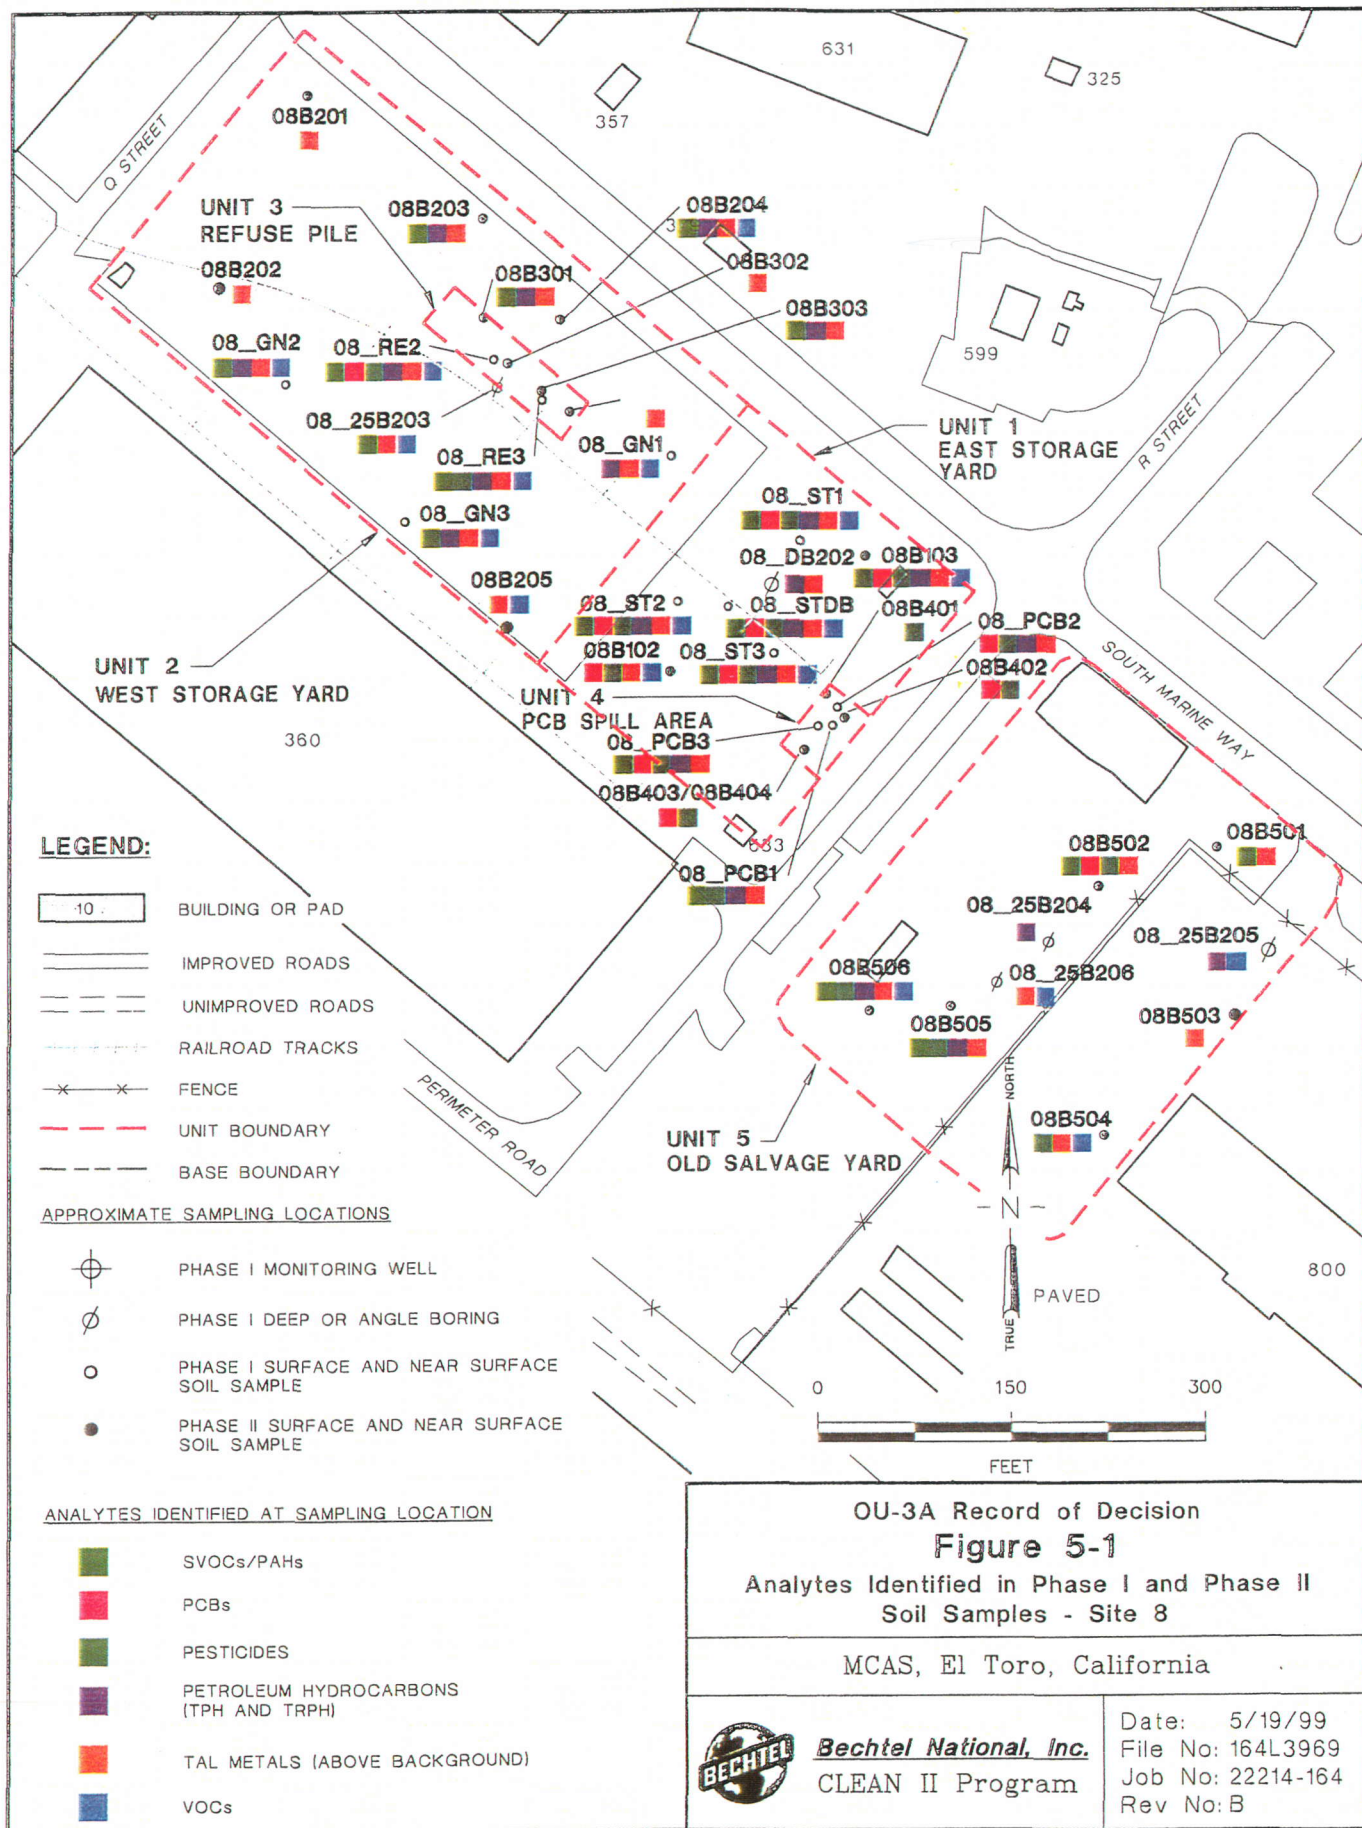 631
325
357
Q STREET
08B201
UNIT 3
REFUSE PILE
08B203
08B204
3
08B202
08B301
08B302
08B303
599
08_GN2
08_RE2
R STREET
08_25B203
UNIT 1
EAST STORAGE
YARD
08_RE3
08_GN1
08_GN3
08_ST1
08_DB202
08B103
08B205
08_ST2
08_STDB
08B401
08_PCB2
UNIT 2
WEST STORAGE YARD
08B102
08_ST3
08B402
SOUTH MARINE WAY
UNIT 4
PCB SPILL AREA
360
08_PCB3
08B403/08B404
633
08_PCB1
08B502
08B501
08_25B204
08_25B205
08B506
08_25B206
08B505
08B503
PERIMETER ROAD
08B504
UNIT 5
OLD SALVAGE YARD
NORTH
N
TRUE
PAVED
800
0 150 300
FEET
LEGEND:
10
BUILDING OR PAD
IMPROVED ROADS
UNIMPROVED ROADS
RAILROAD TRACKS
FENCE
UNIT BOUNDARY
BASE BOUNDARY
APPROXIMATE SAMPLING LOCATIONS
PHASE I MONITORING WELL
PHASE I DEEP OR ANGLE BORING
PHASE I SURFACE AND NEAR SURFACE
SOIL SAMPLE
PHASE II SURFACE AND NEAR SURFACE
SOIL SAMPLE
ANALYTES IDENTIFIED AT SAMPLING LOCATION
SVOCs/PAHs
PCBs
PESTICIDES
PETROLEUM HYDROCARBONS
(TPH AND TRPH)
TAL METALS (ABOVE BACKGROUND)
VOCs
OU-3A Record of Decision
Figure 5-1
Analytes Identified in Phase I and Phase II
Soil Samples - Site 8
MCAS, El Toro, California
BECHTEL
Bechtel National, Inc.
CLEAN II Program
Date: 5/19/99
File No: 164L3969
Job No: 22214-164
Rev No: B